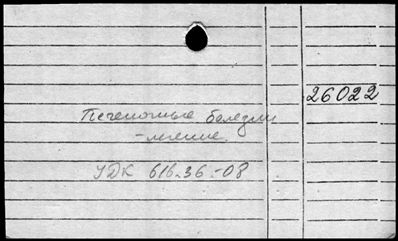 26022
Печеночные болезни
-лечение.
УДК 616.36.-08